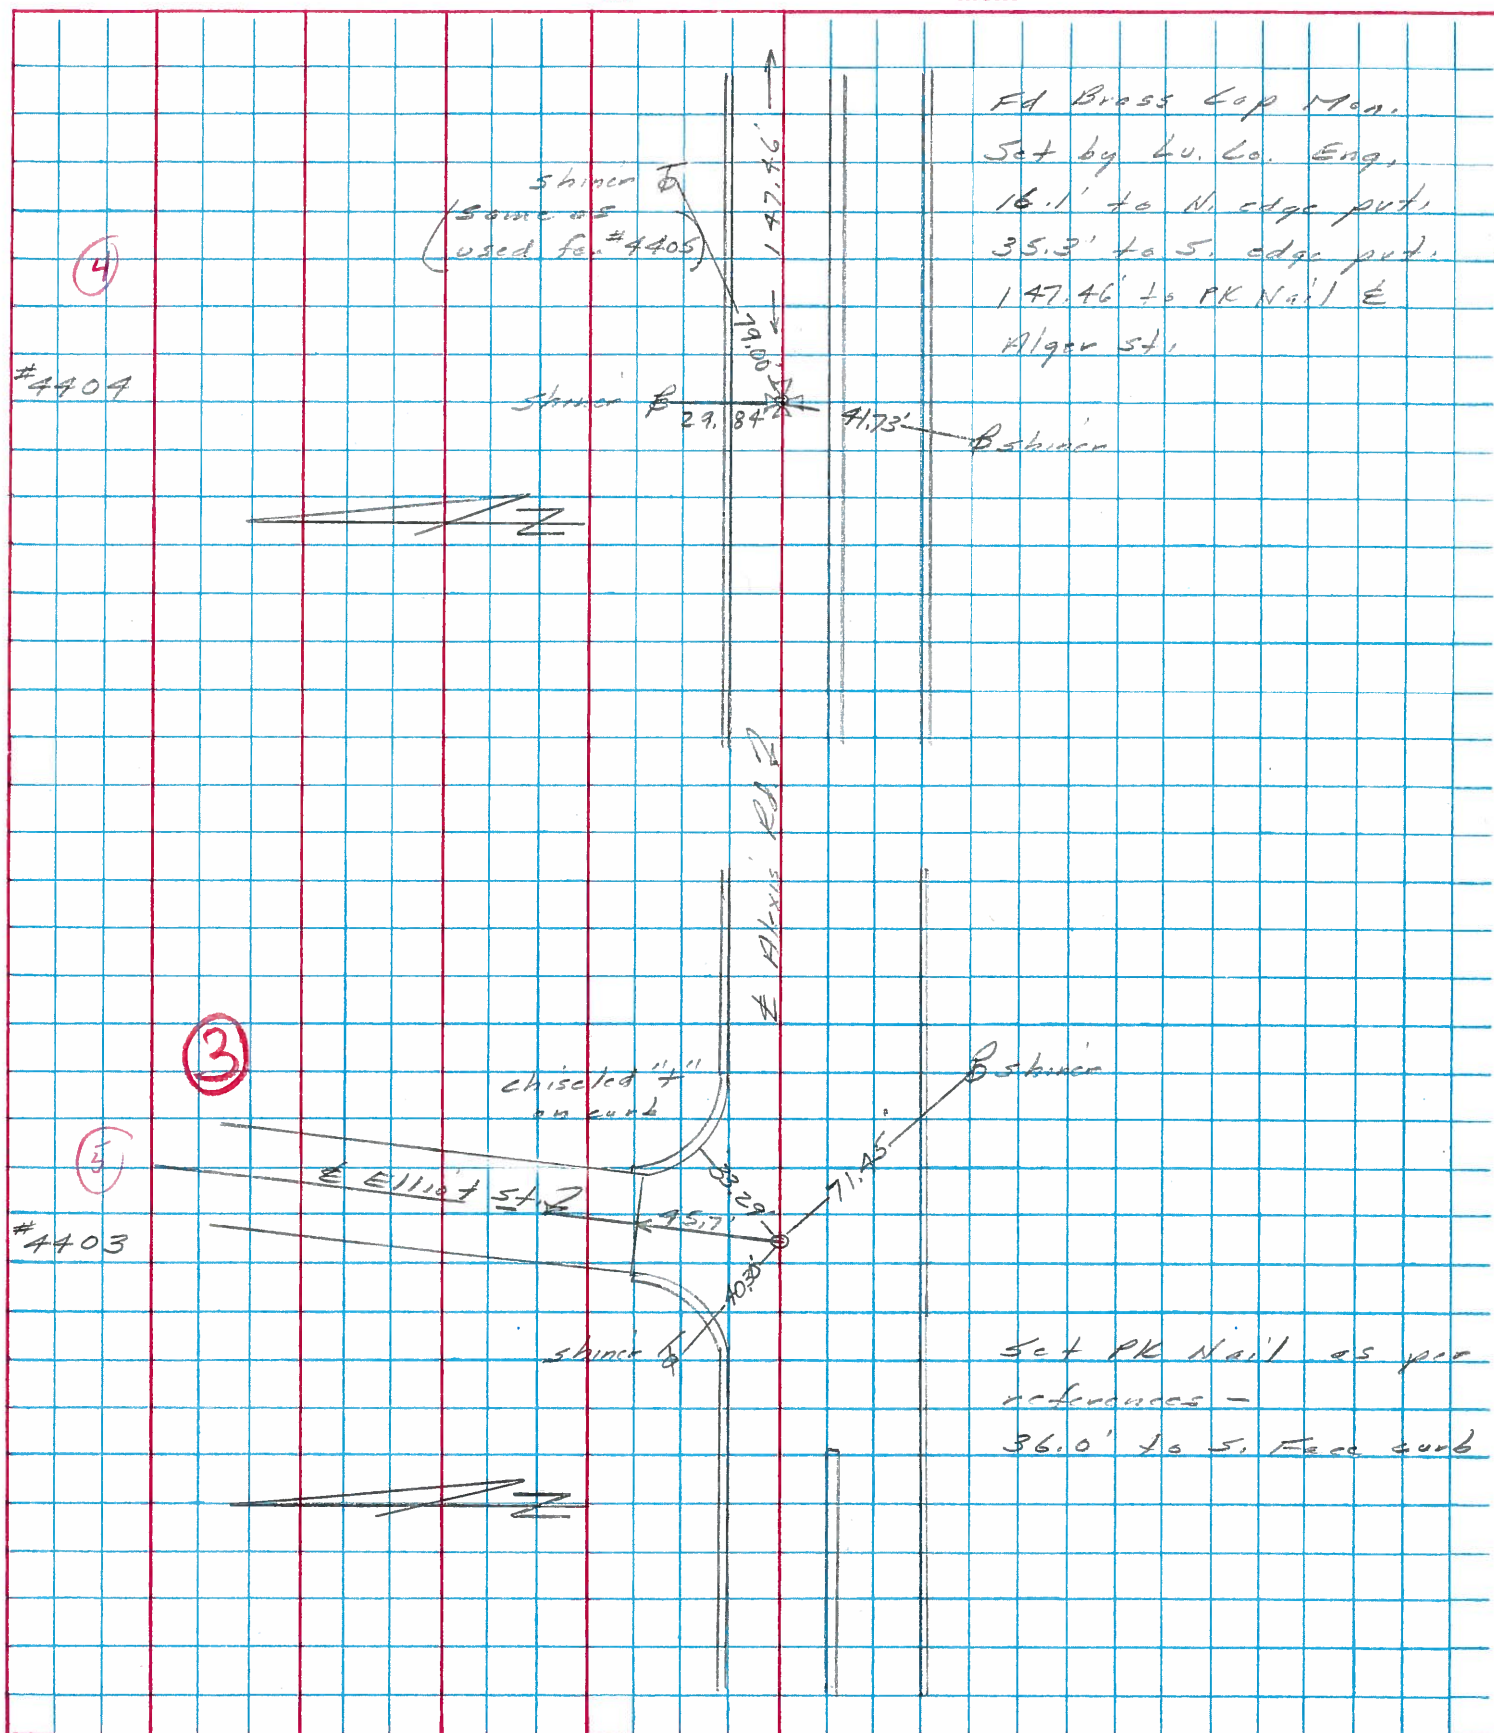 Fd Brass Cap Mon.
Set by Lu. Co. Eng.
16.1' to N. edge pvt.
35.3' to S. edge pvt.
147.46' to PK Nail ℄
Alger St.
④
#4404
shiner
(same as
used for #4405)
147.46'
79.00'
shiner
29.84'
41.73'
shiner
N
℄ Alexis Rd
③
⑤
#4403
chiseled "+"
on curb
℄ Elliot St.
45.7'
33.29'
71.45'
shiner
40.35'
shiner
Set PK Nail as per
references -
36.0' to S. Face curb
N